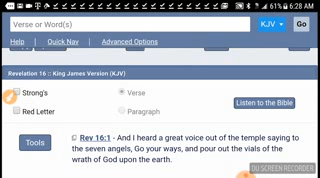 61% 6:28 AM
Verse or Word(s) KJV Go
Help | Quick Nav | Advanced Options
Revelation 16 :: King James Version (KJV)
Strong's Verse
Red Letter Paragraph Listen to the Bible
Tools Rev 16:1 - And I heard a great voice out of the temple saying to
the seven angels, Go your ways, and pour out the vials of the
wrath of God upon the earth.
DU SCREEN RECORDER